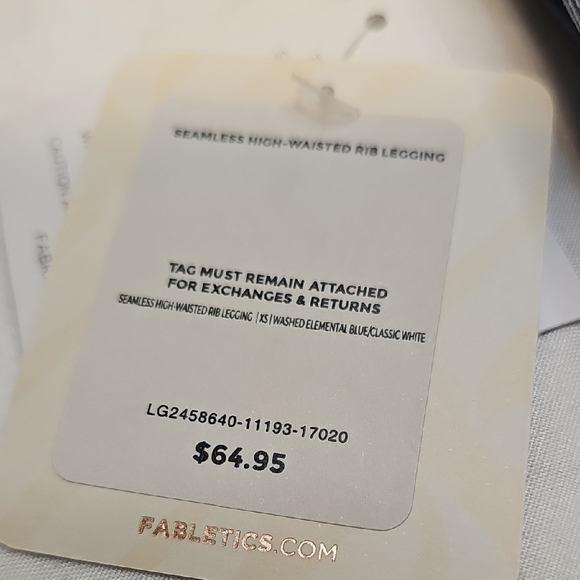 SEAMLESS HIGH-WAISTED RIB LEGGING
TAG MUST REMAIN ATTACHED
FOR EXCHANGES & RETURNS
SEAMLESS HIGH-WAISTED RIB LEGGING | XS | WASHED ELEMENTAL BLUE/CLASSIC WHITE
LG2458640-11193-17020
$64.95
FABLETICS.COM